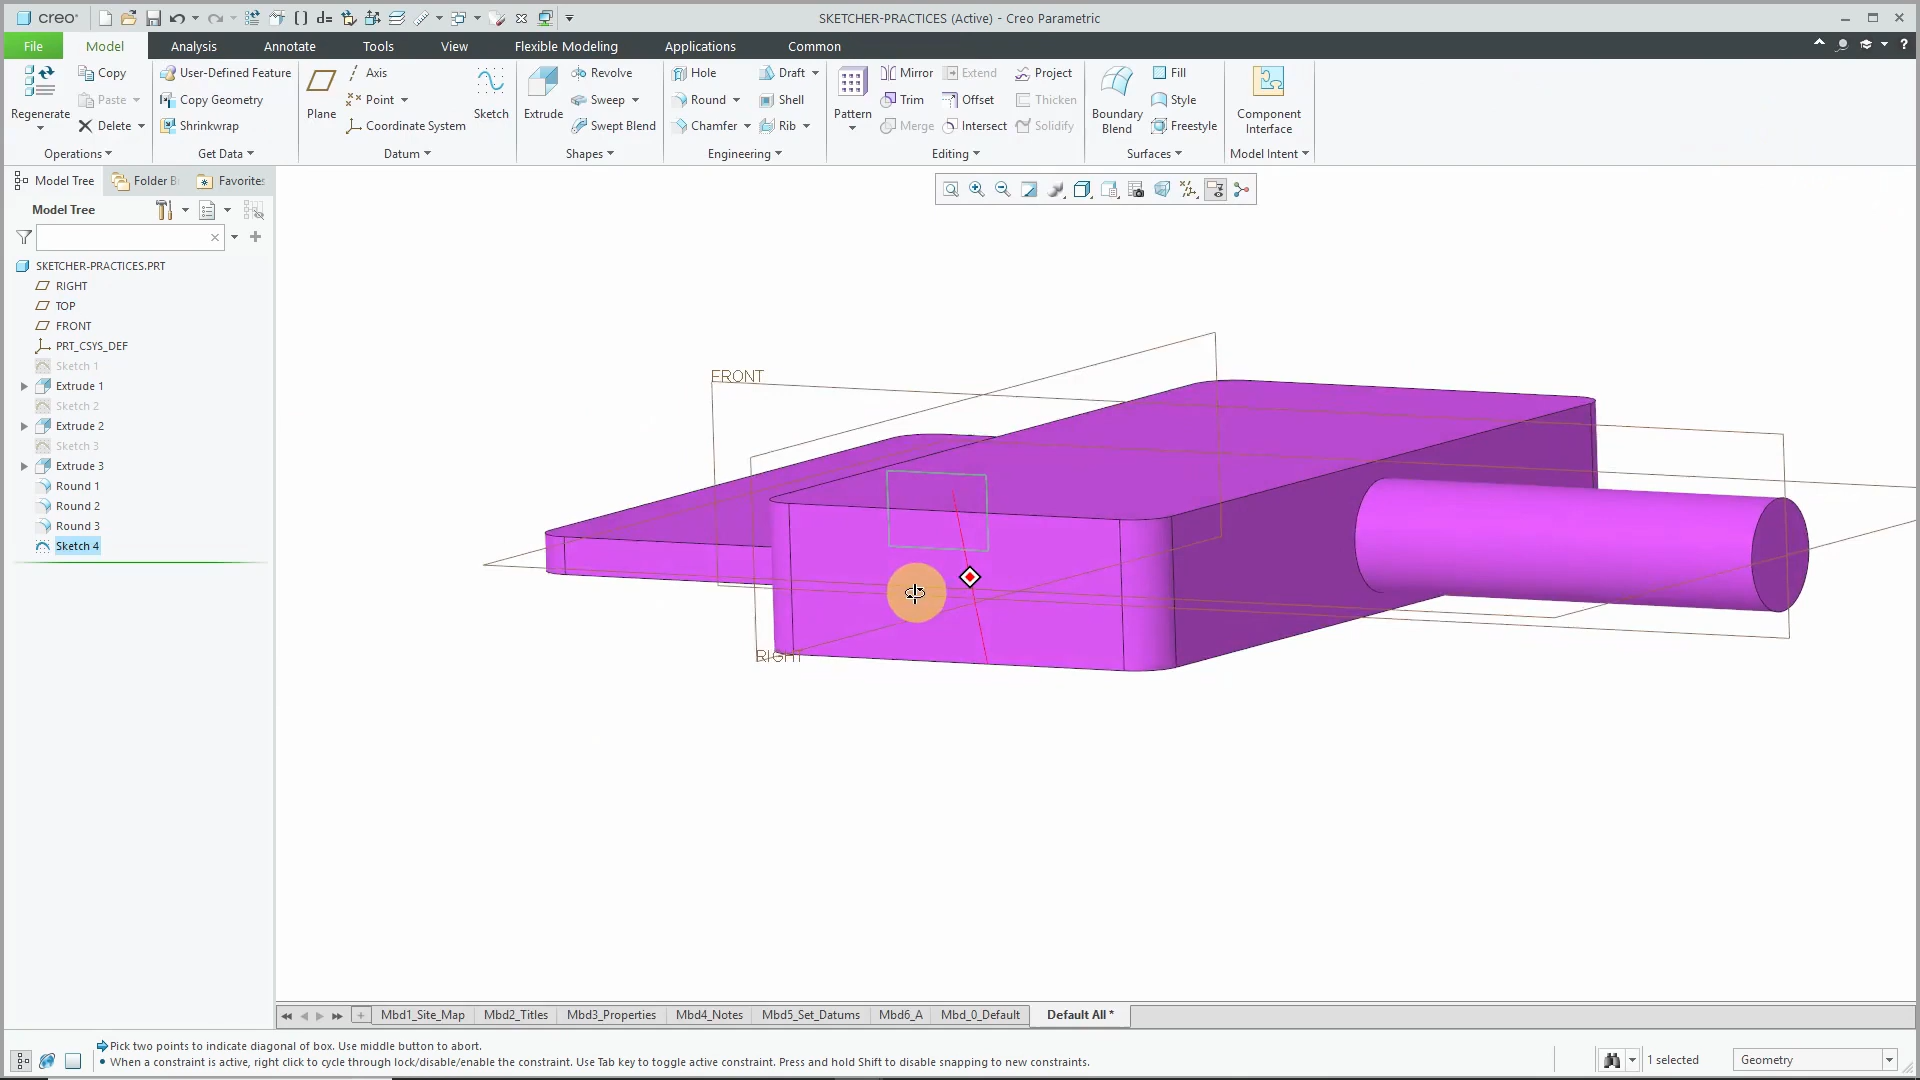 creo
SKETCHER-PRACTICES (Active) - Creo Parametric
File Model Analysis Annotate Tools View Flexible Modeling Applications Common
Regenerate
Copy
Paste
Delete
Operations
User-Defined Feature
Copy Geometry
Shrinkwrap
Get Data
Plane
Axis
Point
Coordinate System
Sketch
Datum
Extrude
Revolve
Sweep
Swept Blend
Shapes
Hole
Round
Chamfer
Draft
Shell
Rib
Engineering
Pattern
Mirror
Trim
Merge
Extend
Offset
Intersect
Project
Thicken
Solidify
Editing
Boundary
Blend
Fill
Style
Freestyle
Surfaces
Component
Interface
Model Intent
Model Tree Folder B Favorites
Model Tree
SKETCHER-PRACTICES.PRT
RIGHT
TOP
FRONT
PRT_CSYS_DEF
Sketch 1
Extrude 1
Sketch 2
Extrude 2
Sketch 3
Extrude 3
Round 1
Round 2
Round 3
Sketch 4
FRONT
RIGHT
Mbd1_Site_Map Mbd2_Titles Mbd3_Properties Mbd4_Notes Mbd5_Set_Datums Mbd6_A Mbd_0_Default Default All *
Pick two points to indicate diagonal of box. Use middle button to abort.
• When a constraint is active, right click to cycle through lock/disable/enable the constraint. Use Tab key to toggle active constraint. Press and hold Shift to disable snapping to new constraints.
1 selected
Geometry